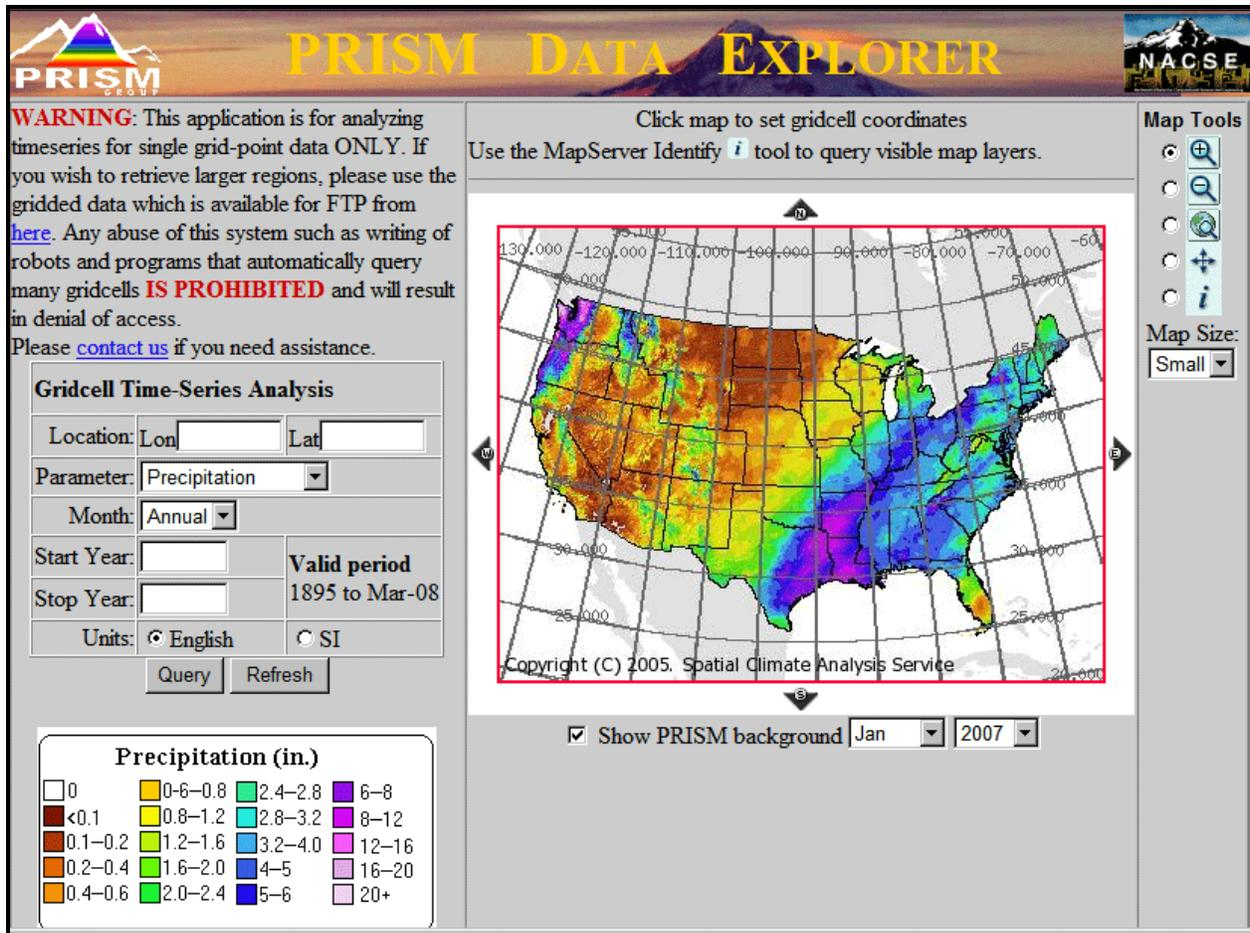 PRISM
GROUP
PRISM DATA EXPLORER
NACSE
WARNING: This application is for analyzing
timeseries for single grid-point data ONLY. If
you wish to retrieve larger regions, please use the
gridded data which is available for FTP from
here. Any abuse of this system such as writing of
robots and programs that automatically query
many gridcells IS PROHIBITED and will result
in denial of access.
Please contact us if you need assistance.
Gridcell Time-Series Analysis
Location: Lon Lat
Parameter: Precipitation
Month: Annual
Start Year:
Stop Year:
Valid period
1895 to Mar-08
Units: English SI
Query Refresh
Precipitation (in.)
0 0-6–0.8 2.4–2.8 6–8
<0.1 0.8–1.2 2.8–3.2 8–12
0.1–0.2 1.2–1.6 3.2–4.0 12–16
0.2–0.4 1.6–2.0 4–5 16–20
0.4–0.6 2.0–2.4 5–6 20+
Click map to set gridcell coordinates
Use the MapServer Identify i tool to query visible map layers.
N
130.000 -120.000 -110.000 -100.000 -90.000 -80.000 -70.000 -60
50.000
W
E
30.000 30.000
25.000 25.000
20.000
Copyright (C) 2005. Spatial Climate Analysis Service
S
Show PRISM background Jan 2007
Map Tools
i
Map Size:
Small